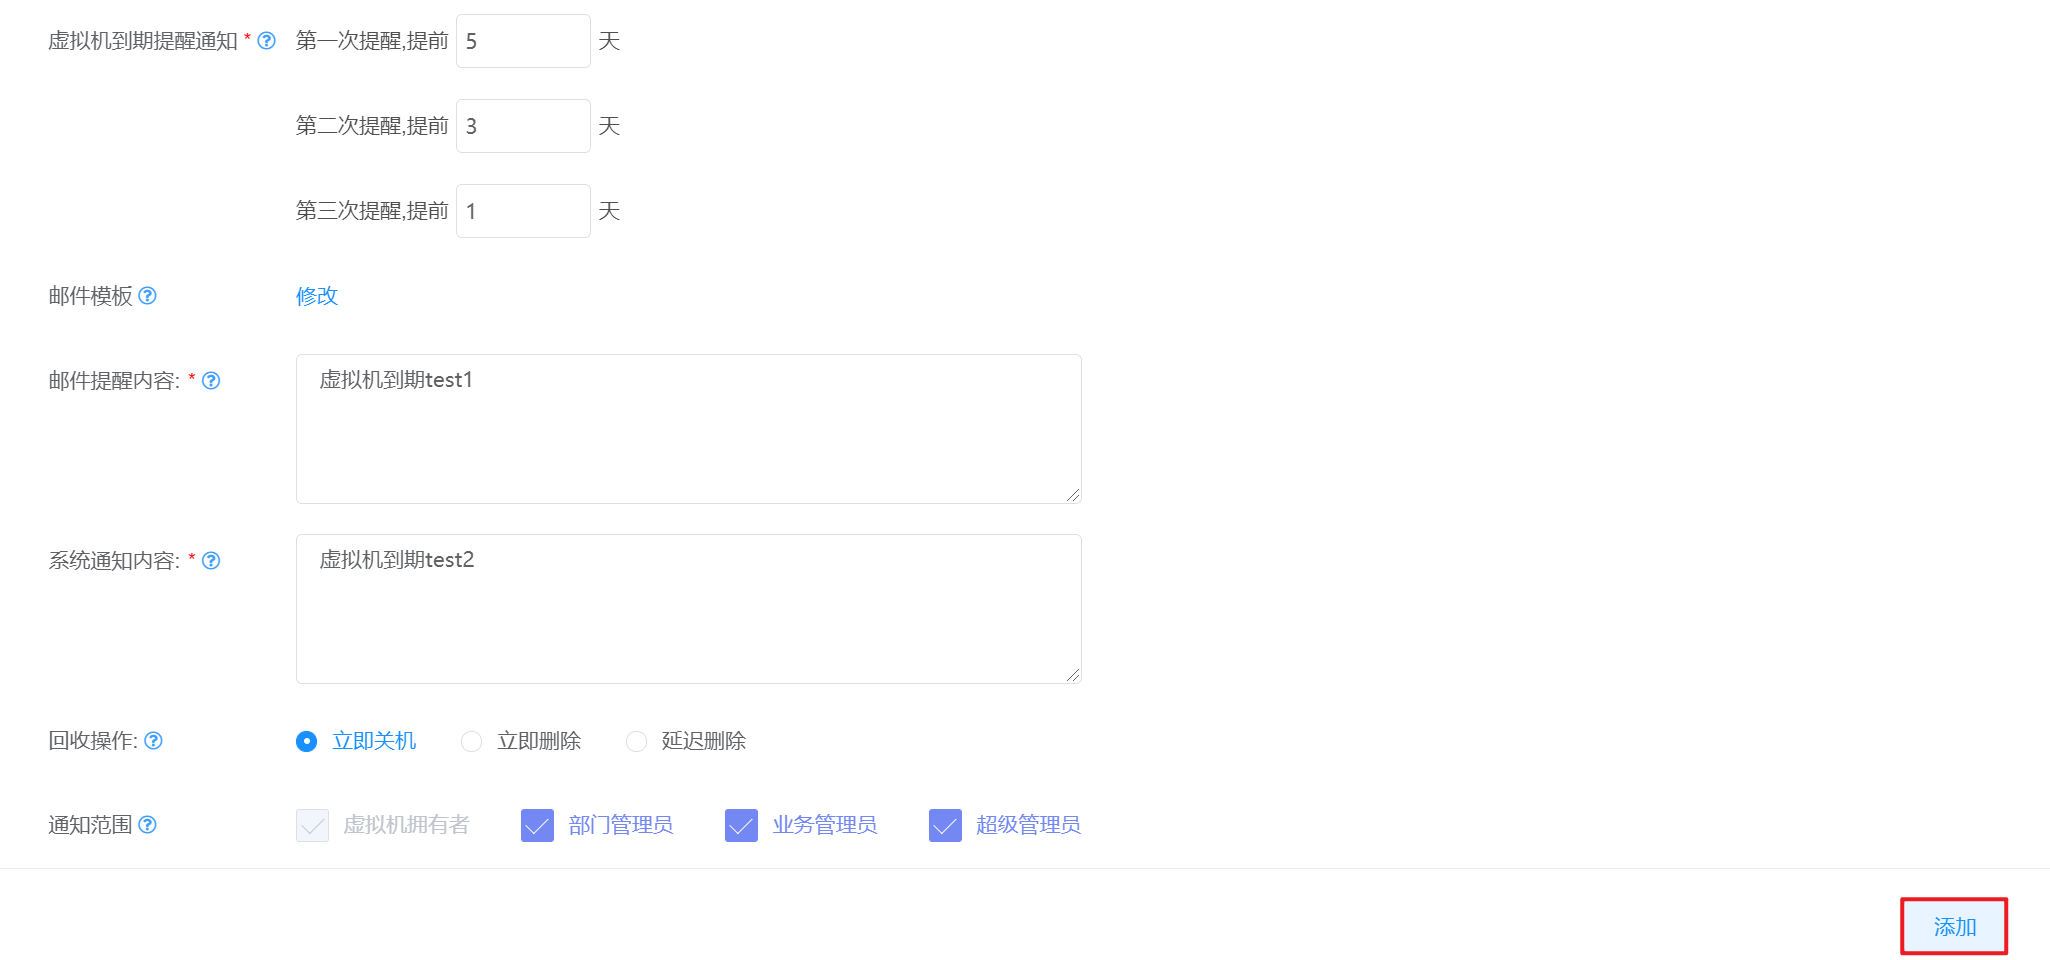 虚拟机到期提醒通知 * 第一次提醒,提前 5 天
第二次提醒,提前 3 天
第三次提醒,提前 1 天
邮件模板 修改
邮件提醒内容: * 虚拟机到期test1
系统通知内容: * 虚拟机到期test2
回收操作: 立即关机 立即删除 延迟删除
通知范围 虚拟机拥有者 部门管理员 业务管理员 超级管理员
添加